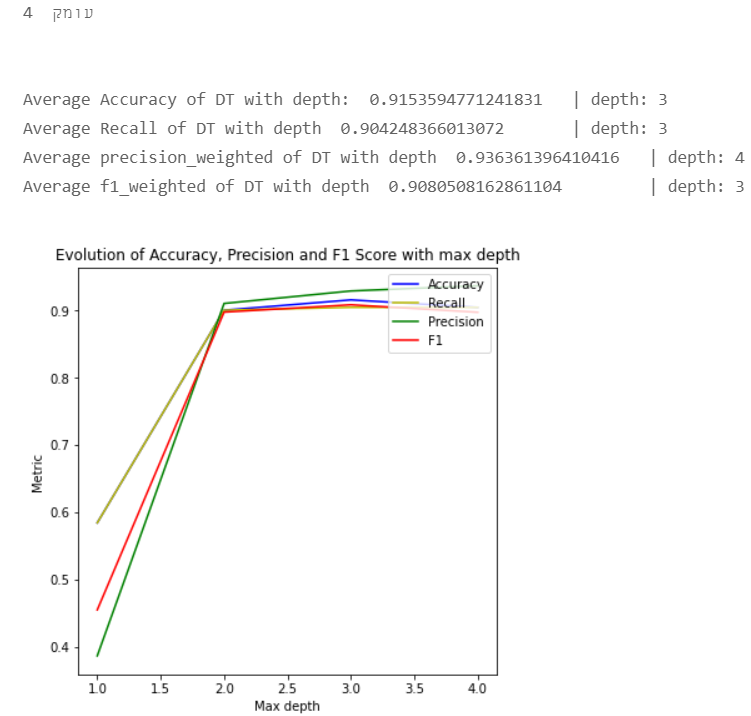 עומק 4
Average Accuracy of DT with depth: 0.9153594771241831 | depth: 3
Average Recall of DT with depth 0.904248366013072 | depth: 3
Average precision_weighted of DT with depth 0.936361396410416 | depth: 4
Average f1_weighted of DT with depth 0.9080508162861104 | depth: 3
Evolution of Accuracy, Precision and F1 Score with max depth
Accuracy
Recall
Precision
F1
0.9
0.8
0.7
0.6
0.5
0.4
Metric
1.0 1.5 2.0 2.5 3.0 3.5 4.0
Max depth